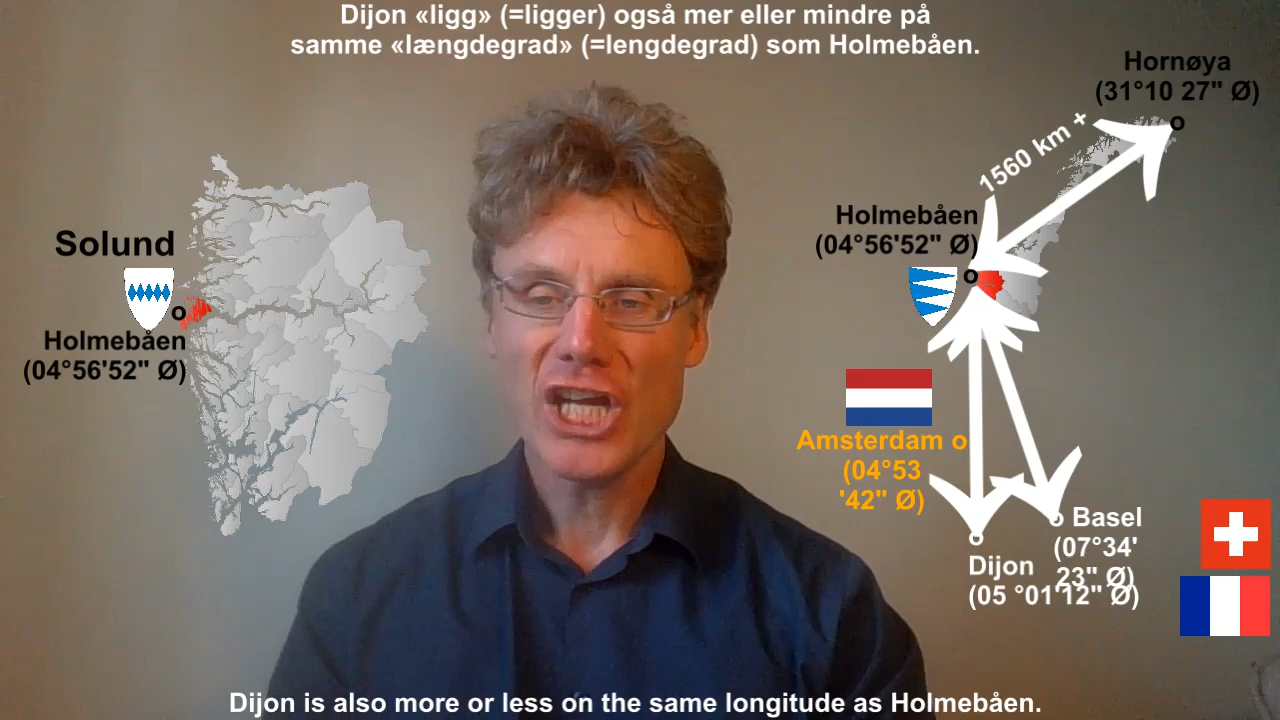 Dijon «ligg» (=ligger) også mer eller mindre på
samme «længdegrad» (=lengdegrad) som Holmebåen.
Hornøya
(31°10 27" Ø)
o
1560 km +
Holmebåen
(04°56'52" Ø)
o
Solund
o
Holmebåen
(04°56'52" Ø)
Amsterdam o
(04°53
'42" Ø)
o Basel
(07°34'
23" Ø)
o
Dijon
(05 °01'12" Ø)
Dijon is also more or less on the same longitude as Holmebåen.